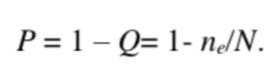 P = 1 – Q= 1- nₑ/N.